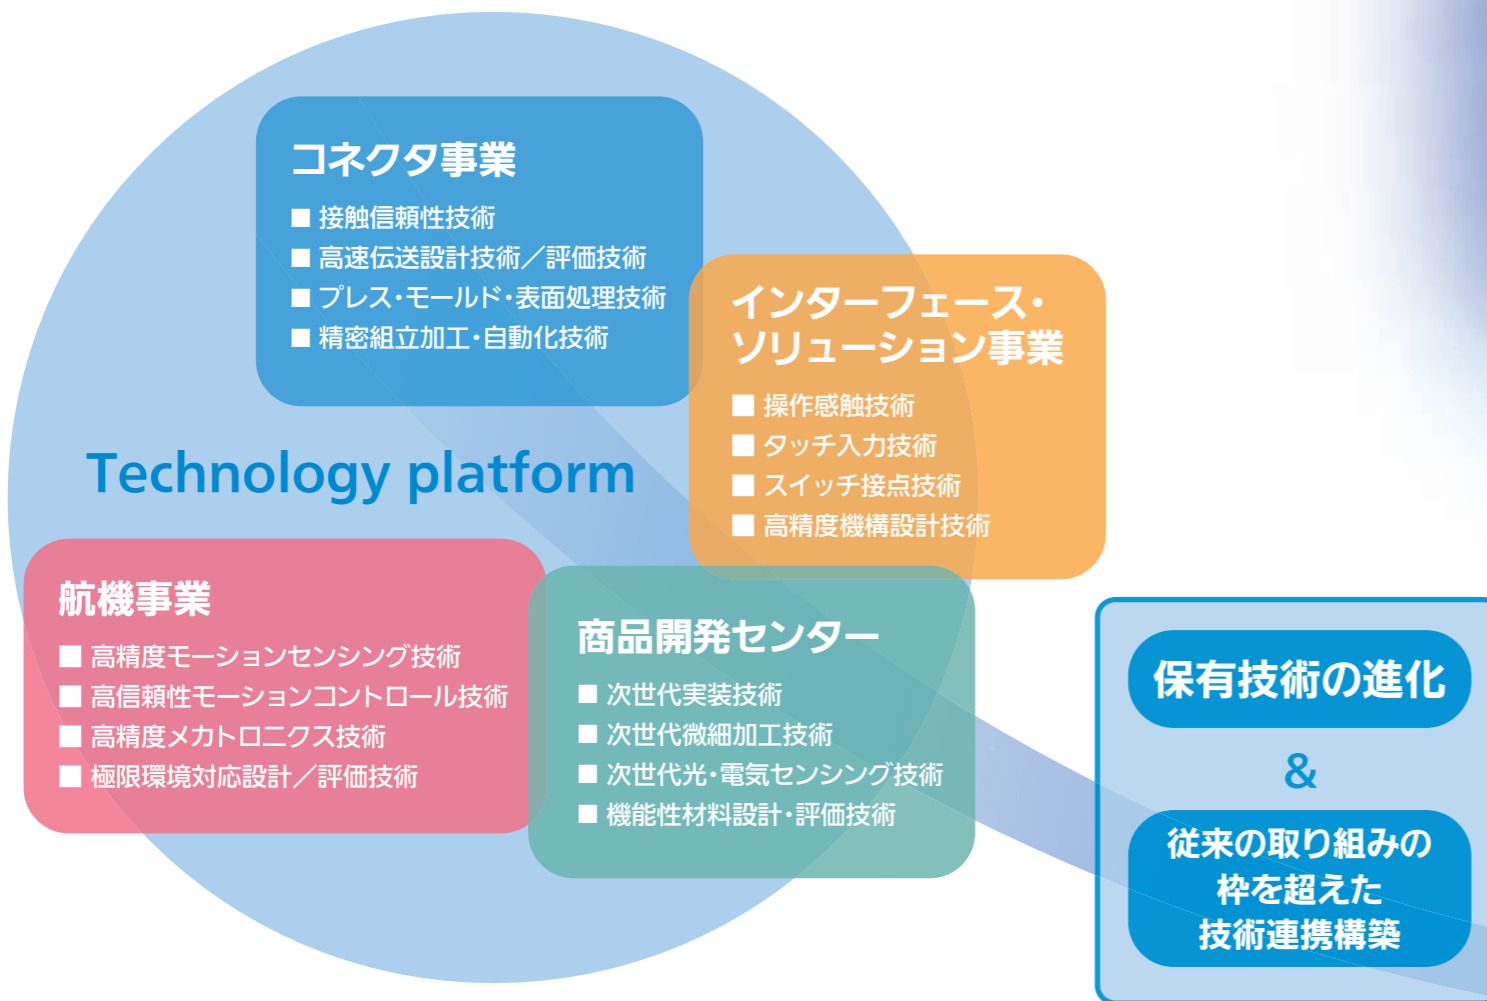 コネクタ事業
■ 接触信頼性技術
■ 高速伝送設計技術／評価技術
■ プレス・モールド・表面処理技術
■ 精密組立加工・自動化技術
インターフェース・
ソリューション事業
■ 操作感触技術
■ タッチ入力技術
■ スイッチ接点技術
■ 高精度機構設計技術
Technology platform
航機事業
■ 高精度モーションセンシング技術
■ 高信頼性モーションコントロール技術
■ 高精度メカトロニクス技術
■ 極限環境対応設計／評価技術
商品開発センター
■ 次世代実装技術
■ 次世代微細加工技術
■ 次世代光・電気センシング技術
■ 機能性材料設計・評価技術
保有技術の進化
&
従来の取り組みの
枠を超えた
技術連携構築